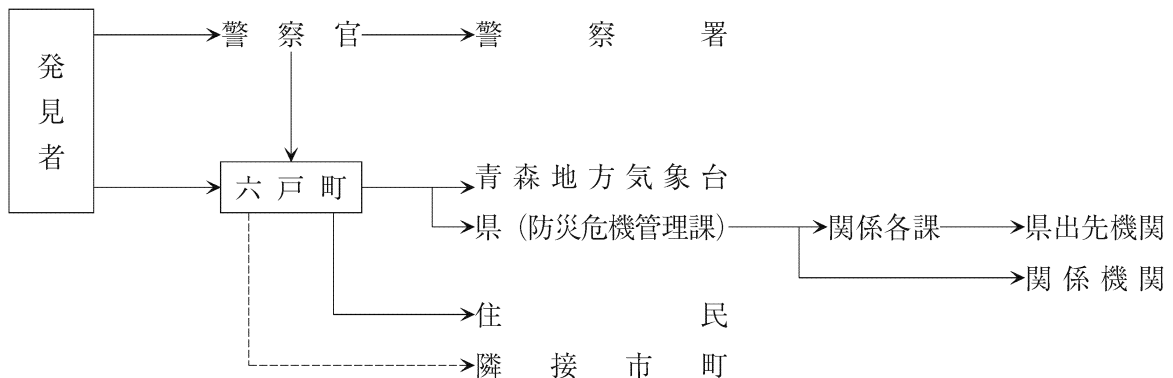 発見者
警察官
警察署
六戸町
青森地方気象台
県（防災危機管理課）
関係各課
県出先機関
関係機関
住民
隣接市町